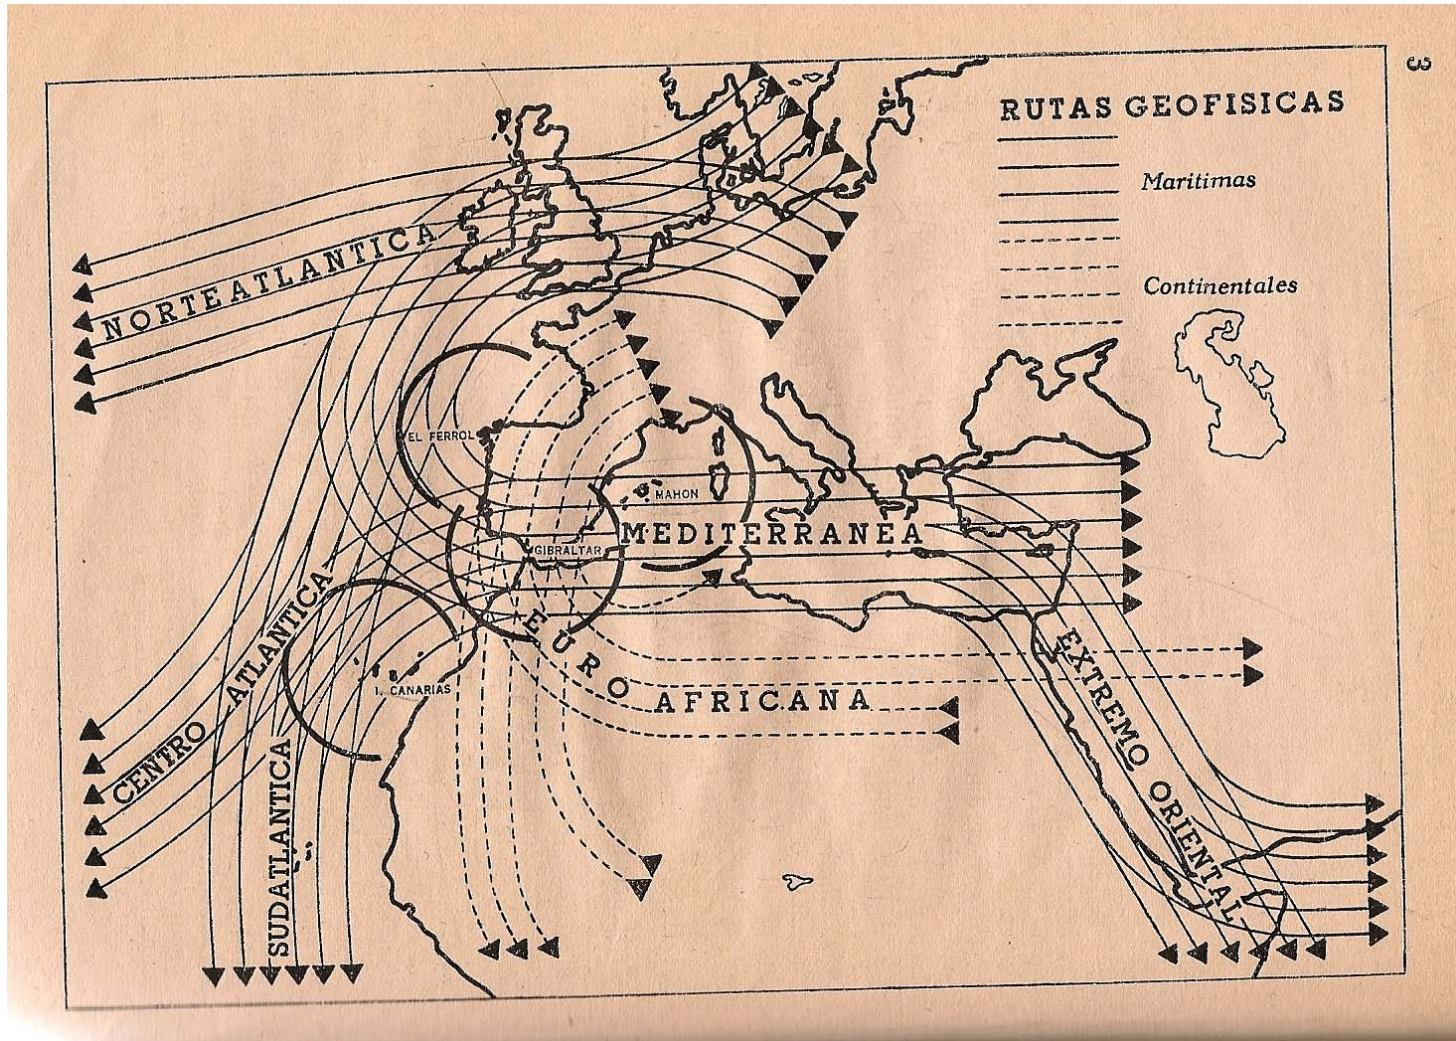 3
RUTAS GEOFISICAS
Maritimas
Continentales
NORTEATLANTICA
EL FERROL
MAHON
MEDITERRANEA
GIBRALTAR
CENTRO ATLANTICA
EURO AFRICANA
I. CANARIAS
EXTREMO ORIENTAL
SUDATLANTICA